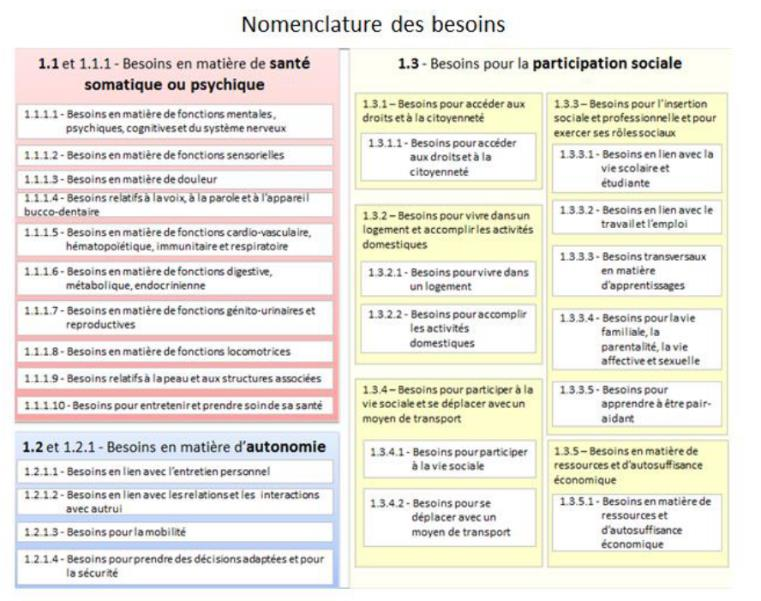 Nomenclature des besoins
1.1 et 1.1.1 - Besoins en matière de santé
somatique ou psychique
1.1.1.1 - Besoins en matière de fonctions mentales,
psychiques, cognitives et du système nerveux
1.1.1.2 - Besoins en matière de fonctions sensorielles
1.1.1.3 - Besoins en matière de douleur
1.1.1.4 - Besoins relatifs à la voix, à la parole et à l'appareil
bucco-dentaire
1.1.1.5 - Besoins en matière de fonctions cardio-vasculaire,
hématopoïétique, immunitaire et respiratoire
1.1.1.6 - Besoins en matière de fonctions digestive,
métabolique, endocrinienne
1.1.1.7 - Besoins en matière de fonctions génito-urinaires et
reproductives
1.1.1.8 - Besoins en matière de fonctions locomotrices
1.1.1.9 - Besoins relatifs à la peau et aux structures associées
1.1.1.10 - Besoins pour entretenir et prendre soin de sa santé
1.2 et 1.2.1 - Besoins en matière d'autonomie
1.2.1.1 - Besoins en lien avec l'entretien personnel
1.2.1.2 - Besoins en lien avec les relations et les interactions
avec autrui
1.2.1.3 - Besoins pour la mobilité
1.2.1.4 - Besoins pour prendre des décisions adaptées et pour
la sécurité
1.3 - Besoins pour la participation sociale
1.3.1 – Besoins pour accéder aux
droits et à la citoyenneté
1.3.1.1 - Besoins pour accéder
aux droits et à la
citoyenneté
1.3.2 – Besoins pour vivre dans un
logement et accomplir les activités
domestiques
1.3.2.1 - Besoins pour vivre dans
un logement
1.3.2.2 - Besoins pour accomplir
les activités
domestiques
1.3.4 – Besoins pour participer à la
vie sociale et se déplacer avec un
moyen de transport
1.3.4.1 - Besoins pour participer
à la vie sociale
1.3.4.2 - Besoins pour se
déplacer avec un
moyen de transport
1.3.3 – Besoins pour l'insertion
sociale et professionnelle et pour
exercer ses rôles sociaux
1.3.3.1 - Besoins en lien avec la
vie scolaire et
étudiante
1.3.3.2 - Besoins en lien avec le
travail et l'emploi
1.3.3.3 - Besoins transversaux
en matière
d'apprentissages
1.3.3.4 - Besoins pour la vie
familiale, la
parentalité, la vie
affective et sexuelle
1.3.3.5 - Besoins pour
apprendre à être pair-
aidant
1.3.5 – Besoins en matière de
ressources et d'autosuffisance
économique
1.3.5.1 - Besoins en matière de
ressources et
d'autosuffisance
économique